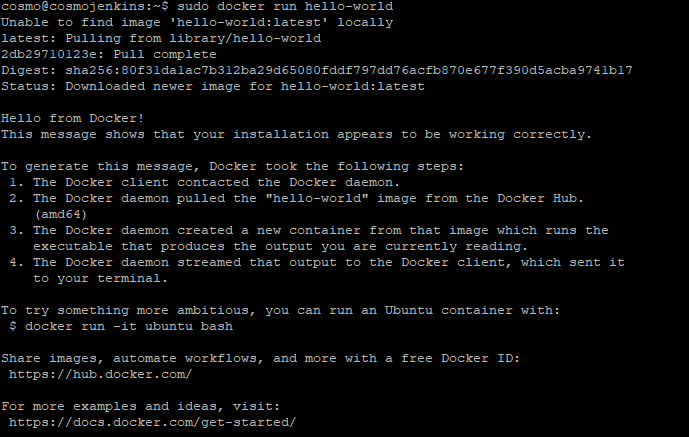 cosmo@cosmojenkins:~$ sudo docker run hello-world
Unable to find image 'hello-world:latest' locally
latest: Pulling from library/hello-world
2db29710123e: Pull complete
Digest: sha256:80f31da1ac7b312ba29d65080fddf797dd76acfb870e677f390d5acba9741b17
Status: Downloaded newer image for hello-world:latest

Hello from Docker!
This message shows that your installation appears to be working correctly.

To generate this message, Docker took the following steps:
 1. The Docker client contacted the Docker daemon.
 2. The Docker daemon pulled the "hello-world" image from the Docker Hub.
    (amd64)
 3. The Docker daemon created a new container from that image which runs the
    executable that produces the output you are currently reading.
 4. The Docker daemon streamed that output to the Docker client, which sent it
    to your terminal.

To try something more ambitious, you can run an Ubuntu container with:
 $ docker run -it ubuntu bash

Share images, automate workflows, and more with a free Docker ID:
 https://hub.docker.com/

For more examples and ideas, visit:
 https://docs.docker.com/get-started/